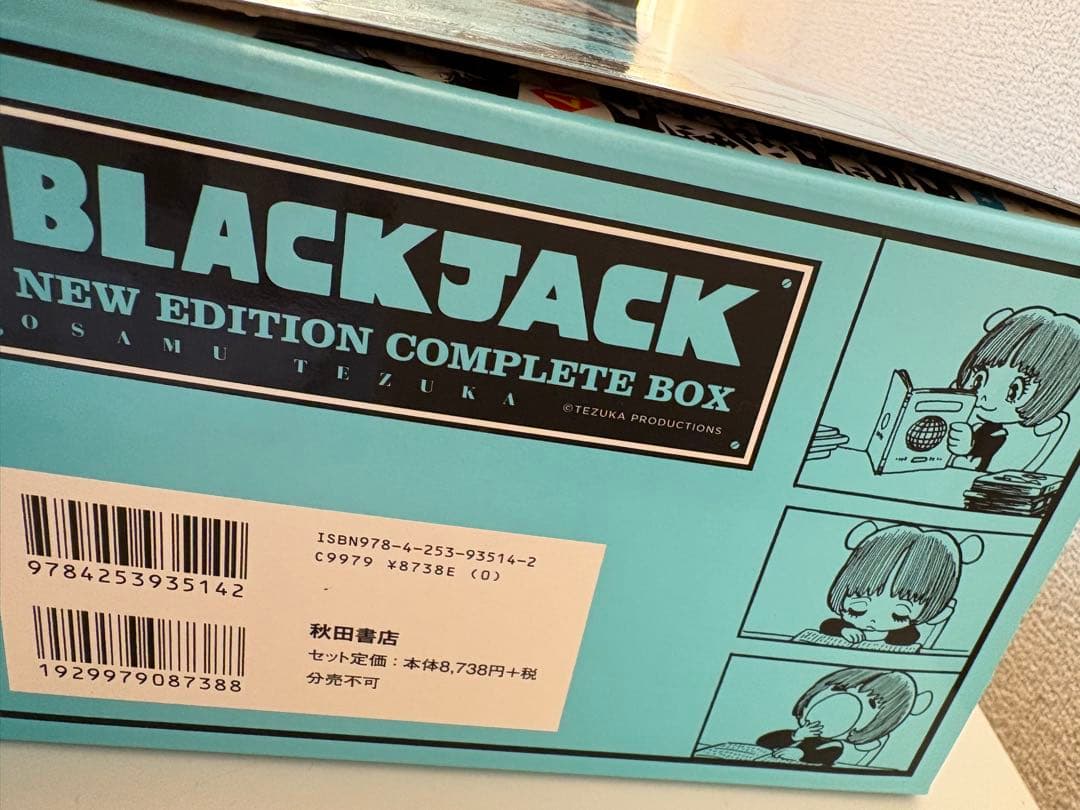 BLACKJACK
NEW EDITION COMPLETE BOX
OSAMU TEZUKA
©TEZUKA PRODUCTIONS
9784253935142
ISBN978-4-253-93514-2
C9979 ¥8738E (0)
1929979087388
秋田書店
セット定価：本体8,738円+税
分売不可